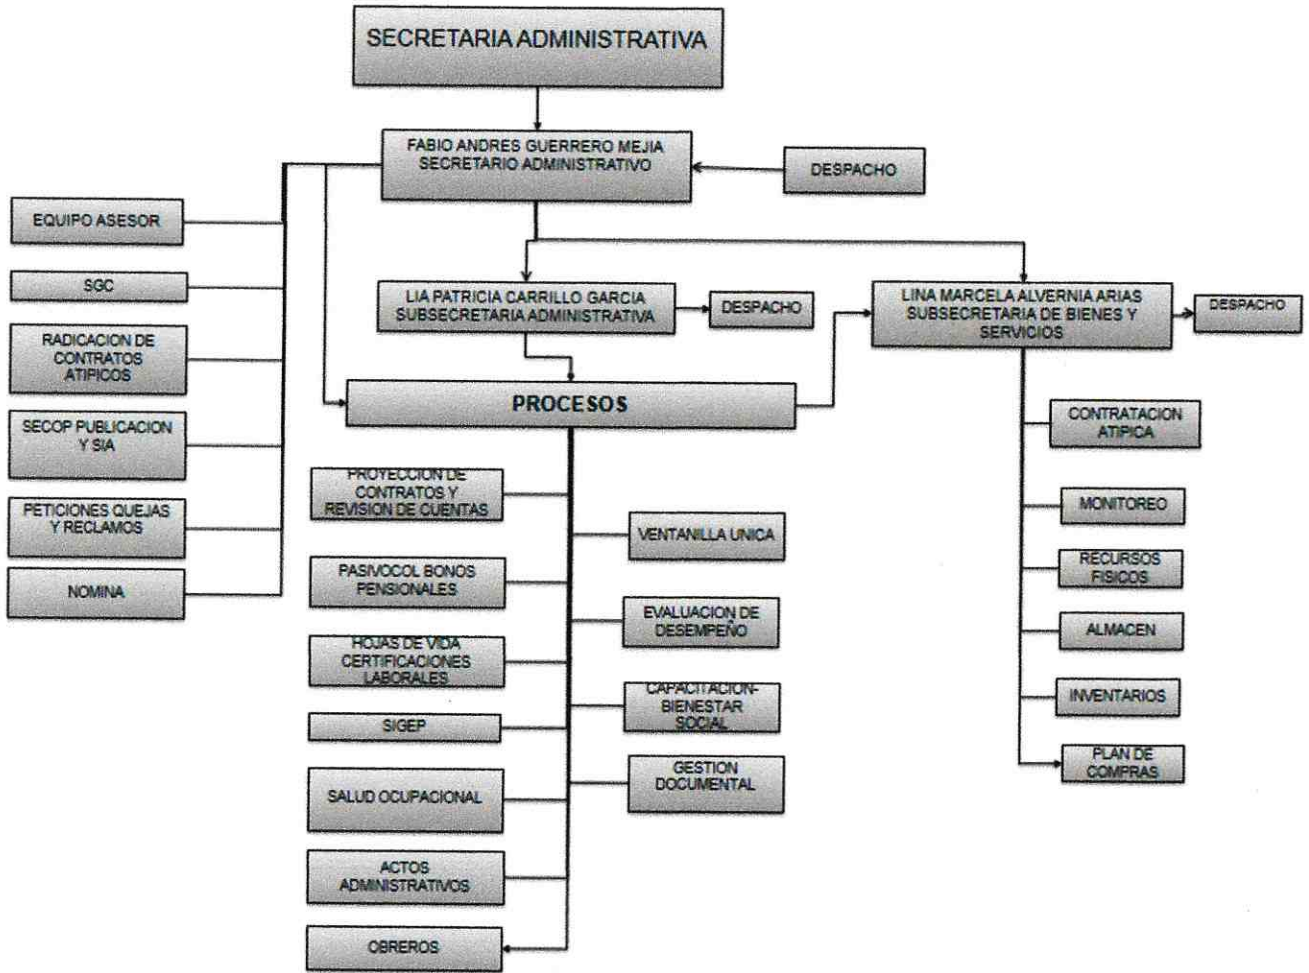 SECRETARIA ADMINISTRATIVA
FABIO ANDRES GUERRERO MEJIA
SECRETARIO ADMINISTRATIVO
DESPACHO
EQUIPO ASESOR
SGC
RADICACION DE
CONTRATOS
ATIPICOS
SECOP PUBLICACION
Y SIA
PETICIONES QUEJAS
Y RECLAMOS
NOMINA
LIA PATRICIA CARRILLO GARCIA
SUBSECRETARIA ADMINISTRATIVA
DESPACHO
LINA MARCELA ALVERNIA ARIAS
SUBSECRETARIA DE BIENES Y
SERVICIOS
DESPACHO
PROCESOS
PROYECCION DE
CONTRATOS Y
REVISION DE CUENTAS
PASIVOCOL BONOS
PENSIONALES
HOJAS DE VIDA
CERTIFICACIONES
LABORALES
SIGEP
SALUD OCUPACIONAL
ACTOS
ADMINISTRATIVOS
OBREROS
VENTANILLA UNICA
EVALUACION DE
DESEMPEÑO
CAPACITACION-
BIENESTAR
SOCIAL
GESTION
DOCUMENTAL
CONTRATACION
ATIPICA
MONITOREO
RECURSOS
FISICOS
ALMACEN
INVENTARIOS
PLAN DE
COMPRAS